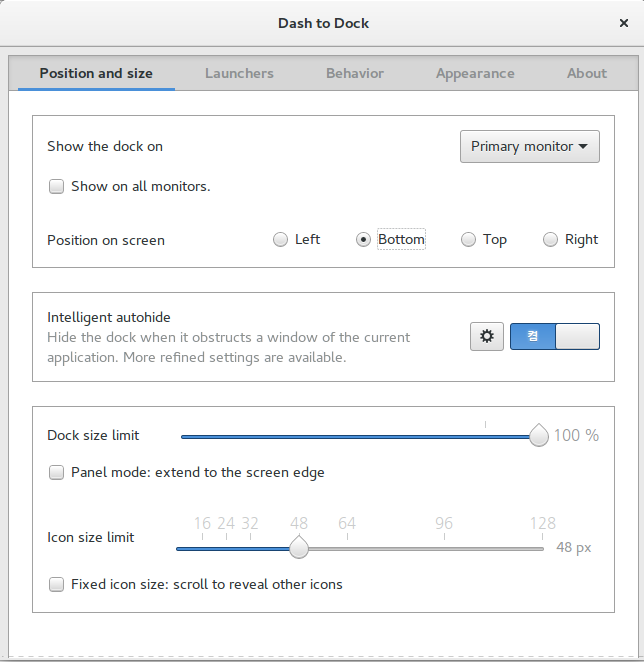 Dash to Dock
Position and size Launchers Behavior Appearance About
Show the dock on Primary monitor
Show on all monitors.
Position on screen Left Bottom Top Right
Intelligent autohide
Hide the dock when it obstructs a window of the current
application. More refined settings are available.
켬
Dock size limit 100 %
Panel mode: extend to the screen edge
16 24 32 48 64 96 128
Icon size limit 48 px
Fixed icon size: scroll to reveal other icons